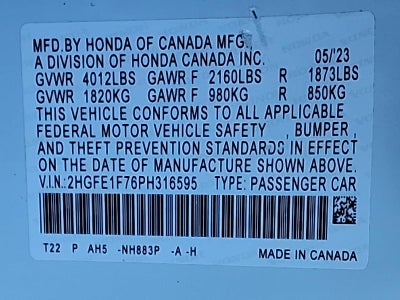 MFD.BY HONDA OF CANADA MFG.,
A DIVISION OF HONDA CANADA INC. 05/'23
GVWR 4012LBS GAWR F 2160LBS R 1873LBS
GVWR 1820KG GAWR F 980KG R 850KG
THIS VEHICLE CONFORMS TO ALL APPLICABLE
FEDERAL MOTOR VEHICLE SAFETY , BUMPER,
AND THEFT PREVENTION STANDARDS IN EFFECT
ON THE DATE OF MANUFACTURE SHOWN ABOVE.
V.I.N.:2HGFE1F76PH316595 TYPE: PASSENGER CAR
T22 P AH5 -NH883P -A -H MADE IN CANADA